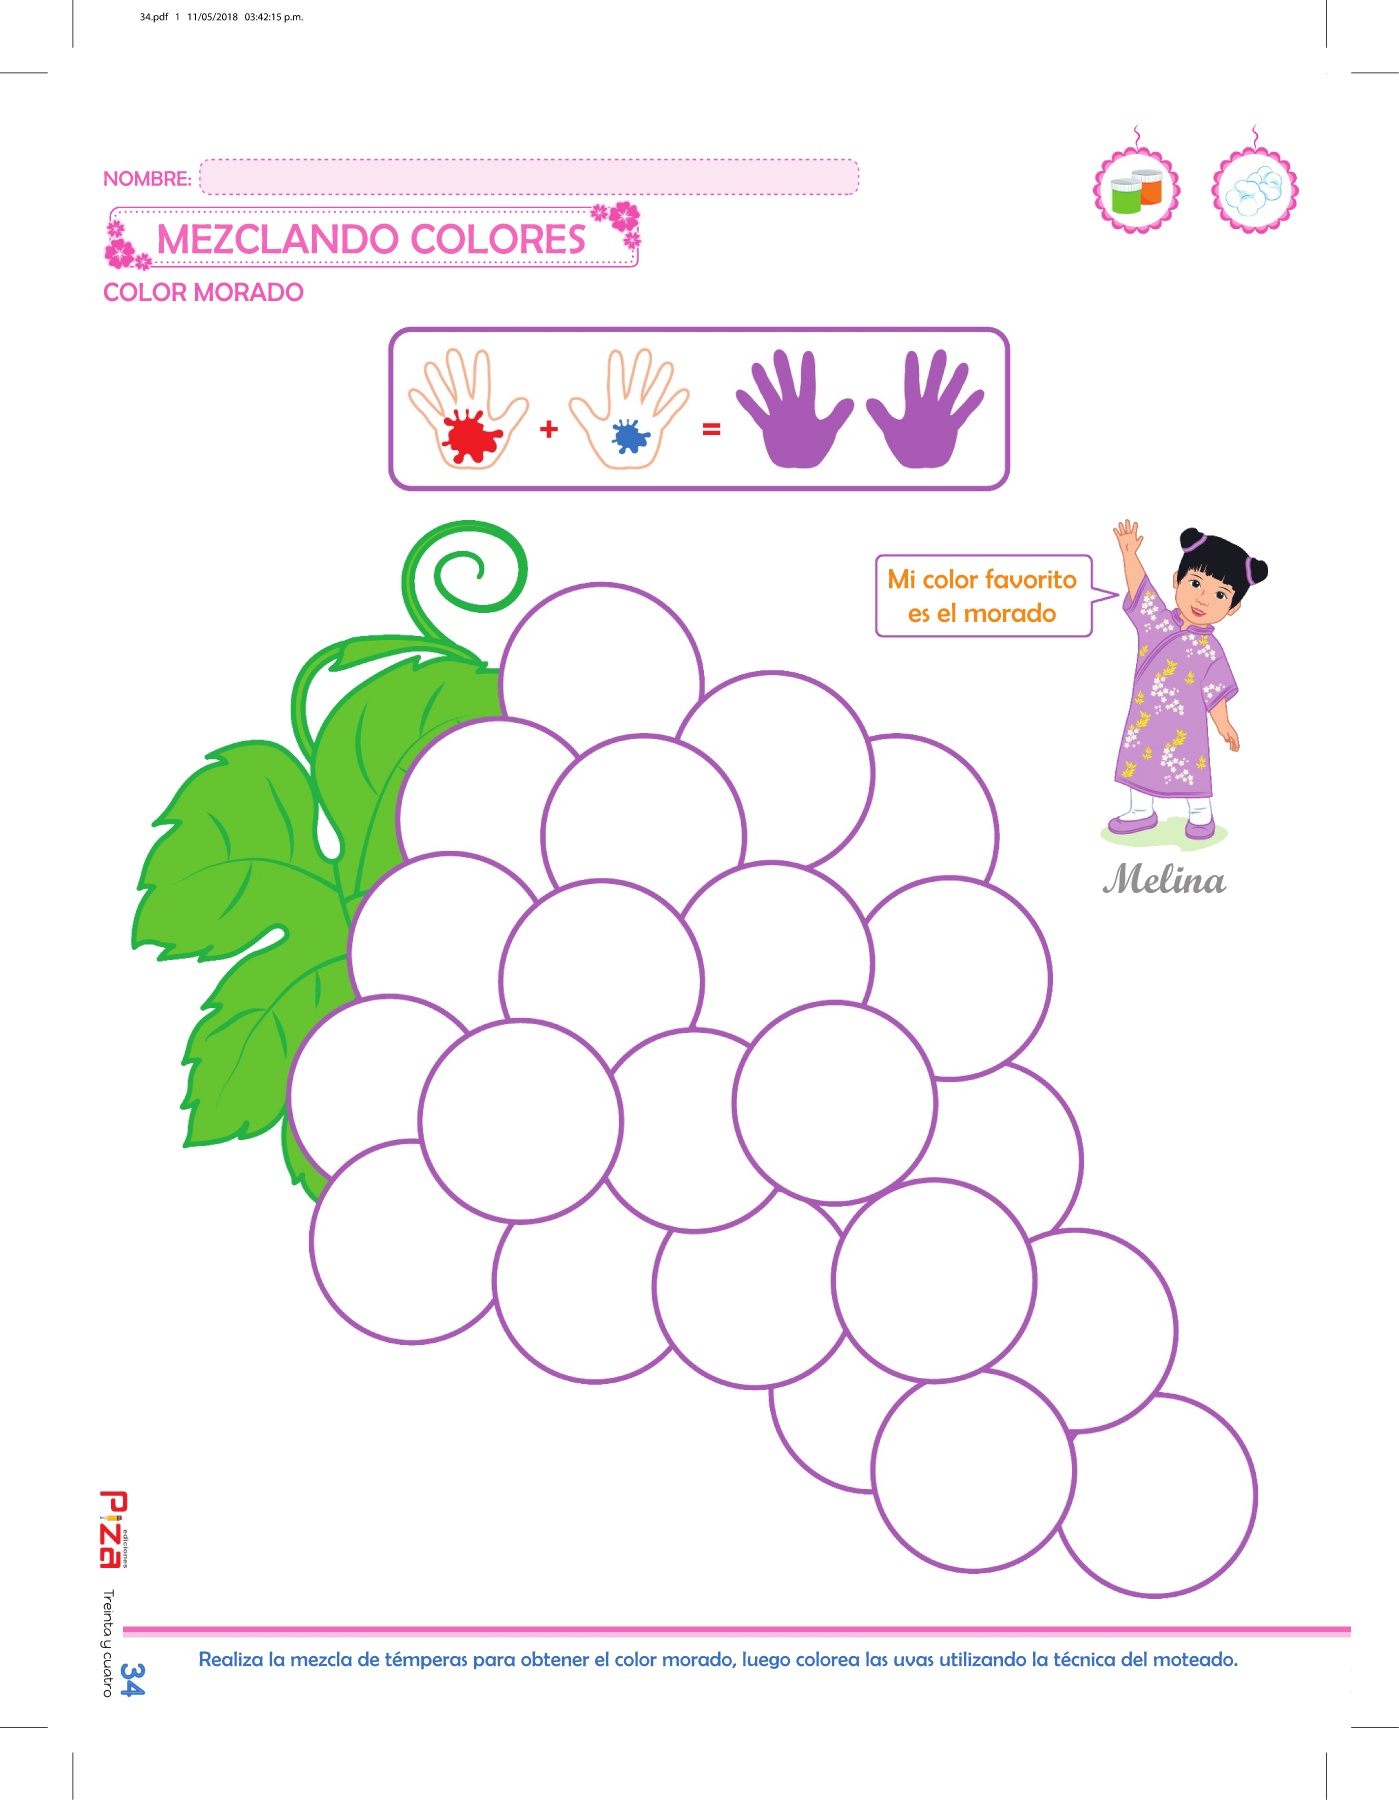 34.pdf 1 11/05/2018 03:42:15 p.m.
NOMBRE:
MEZCLANDO COLORES
COLOR MORADO
+
=
Mi color favorito
es el morado
Melina
Piza
ediciones
Treinta y cuatro
34
Realiza la mezcla de témperas para obtener el color morado, luego colorea las uvas utilizando la técnica del moteado.